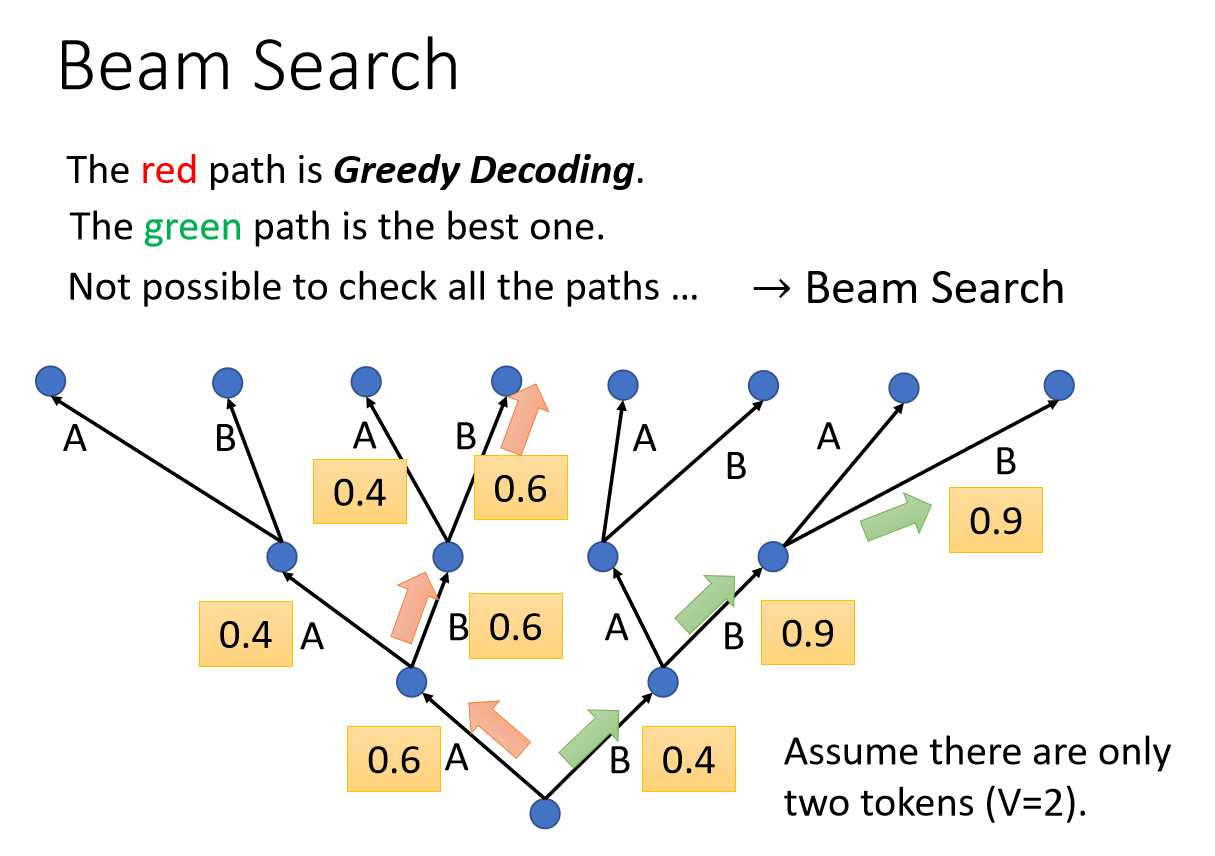 Beam Search
The red path is Greedy Decoding.
The green path is the best one.
Not possible to check all the paths … → Beam Search
A B A B A B A B
0.4 0.6 0.9
0.4 A B 0.6 A B 0.9
0.6 A B 0.4
Assume there are only
two tokens (V=2).